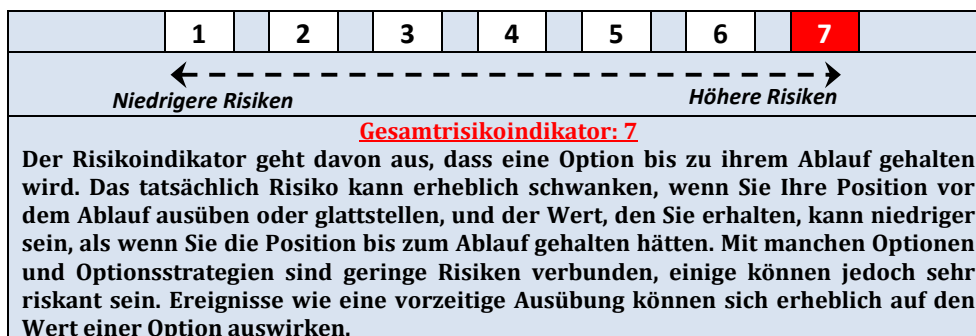 1 2 3 4 5 6 7
Niedrigere Risiken Höhere Risiken
Gesamtrisikoindikator: 7
Der Risikoindikator geht davon aus, dass eine Option bis zu ihrem Ablauf gehalten
wird. Das tatsächlich Risiko kann erheblich schwanken, wenn Sie Ihre Position vor
dem Ablauf ausüben oder glattstellen, und der Wert, den Sie erhalten, kann niedriger
sein, als wenn Sie die Position bis zum Ablauf gehalten hätten. Mit manchen Optionen
und Optionsstrategien sind geringe Risiken verbunden, einige können jedoch sehr
riskant sein. Ereignisse wie eine vorzeitige Ausübung können sich erheblich auf den
Wert einer Option auswirken.